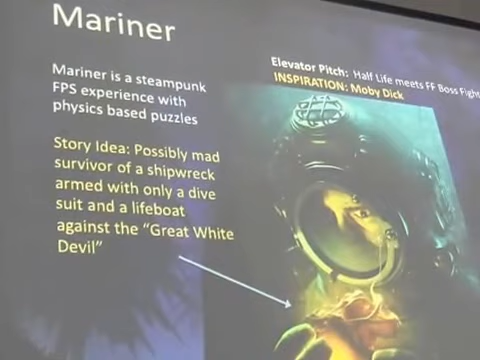 Mariner
Mariner is a steampunk
FPS experience with
physics based puzzles
Story Idea: Possibly mad
survivor of a shipwreck
armed with only a dive
suit and a lifeboat
against the “Great White
Devil”
Elevator Pitch: Half Life meets FF Boss
INSPIRATION: Moby Dick